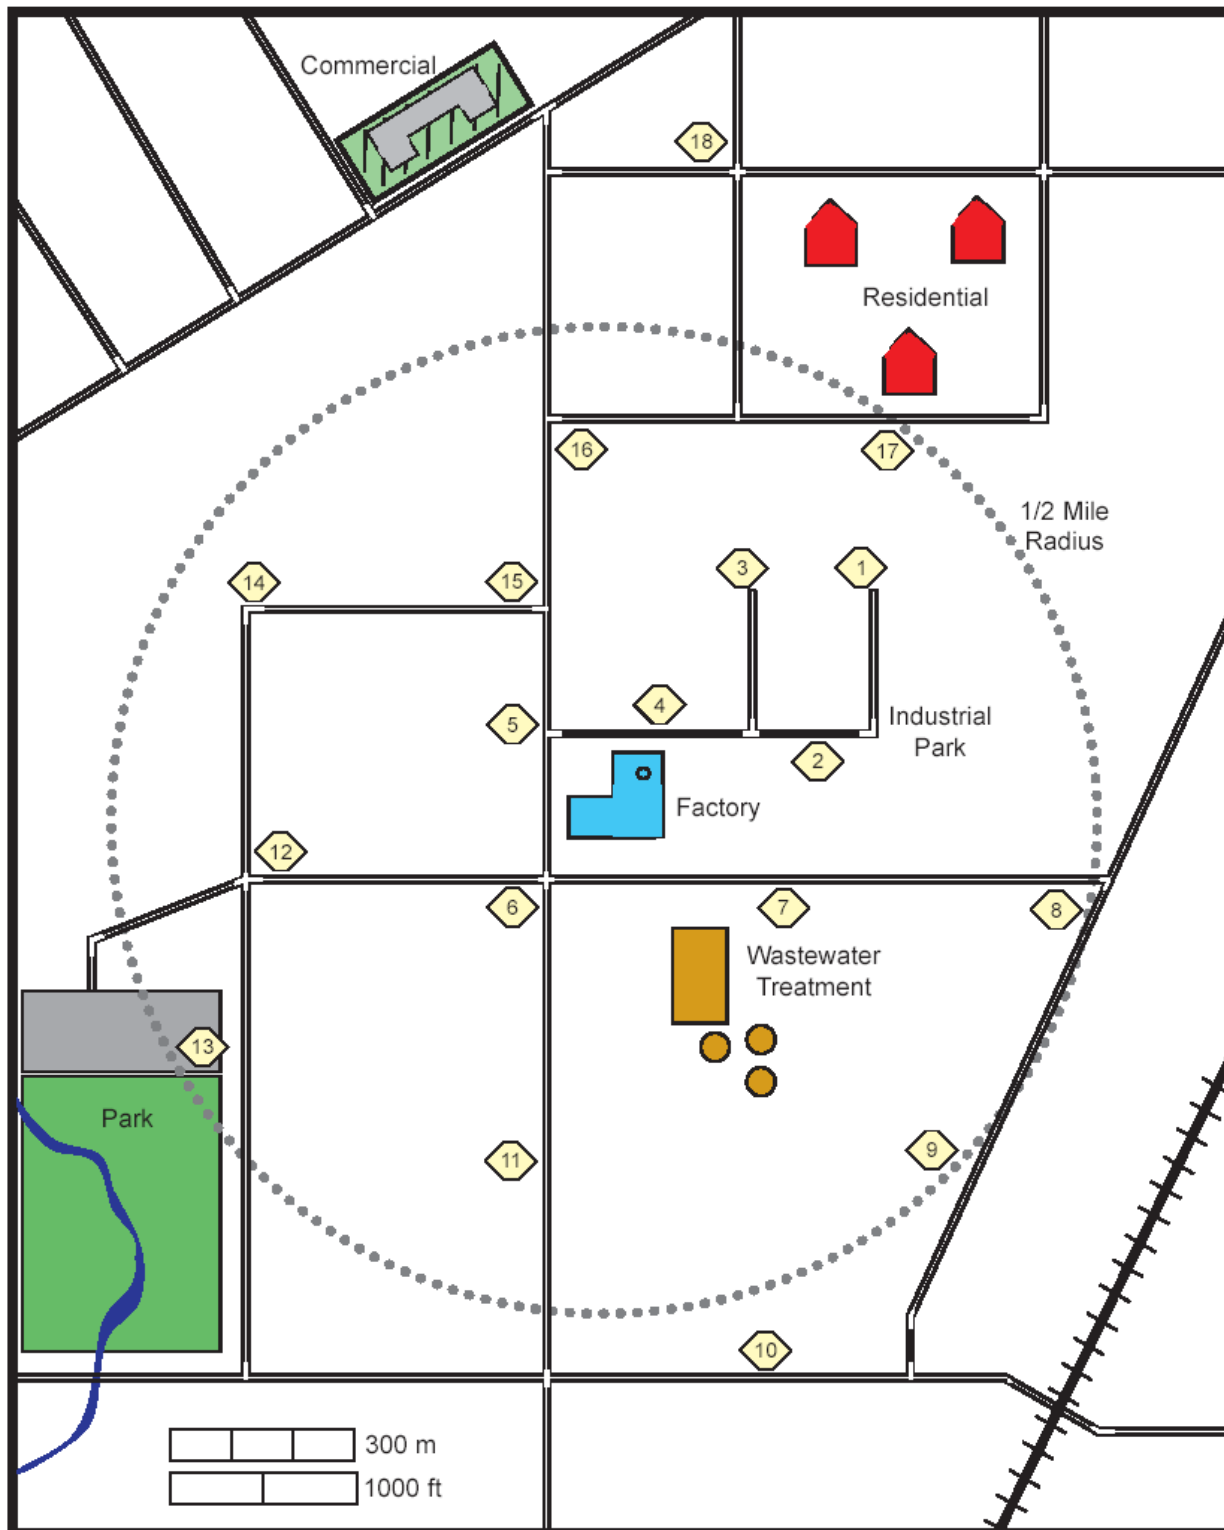 Commercial
18
Residential
16
17
1/2 Mile
Radius
14
15
3
1
4
5
Industrial
Park
2
Factory
12
6
7
8
Wastewater
Treatment
13
Park
11
9
10
300 m
1000 ft